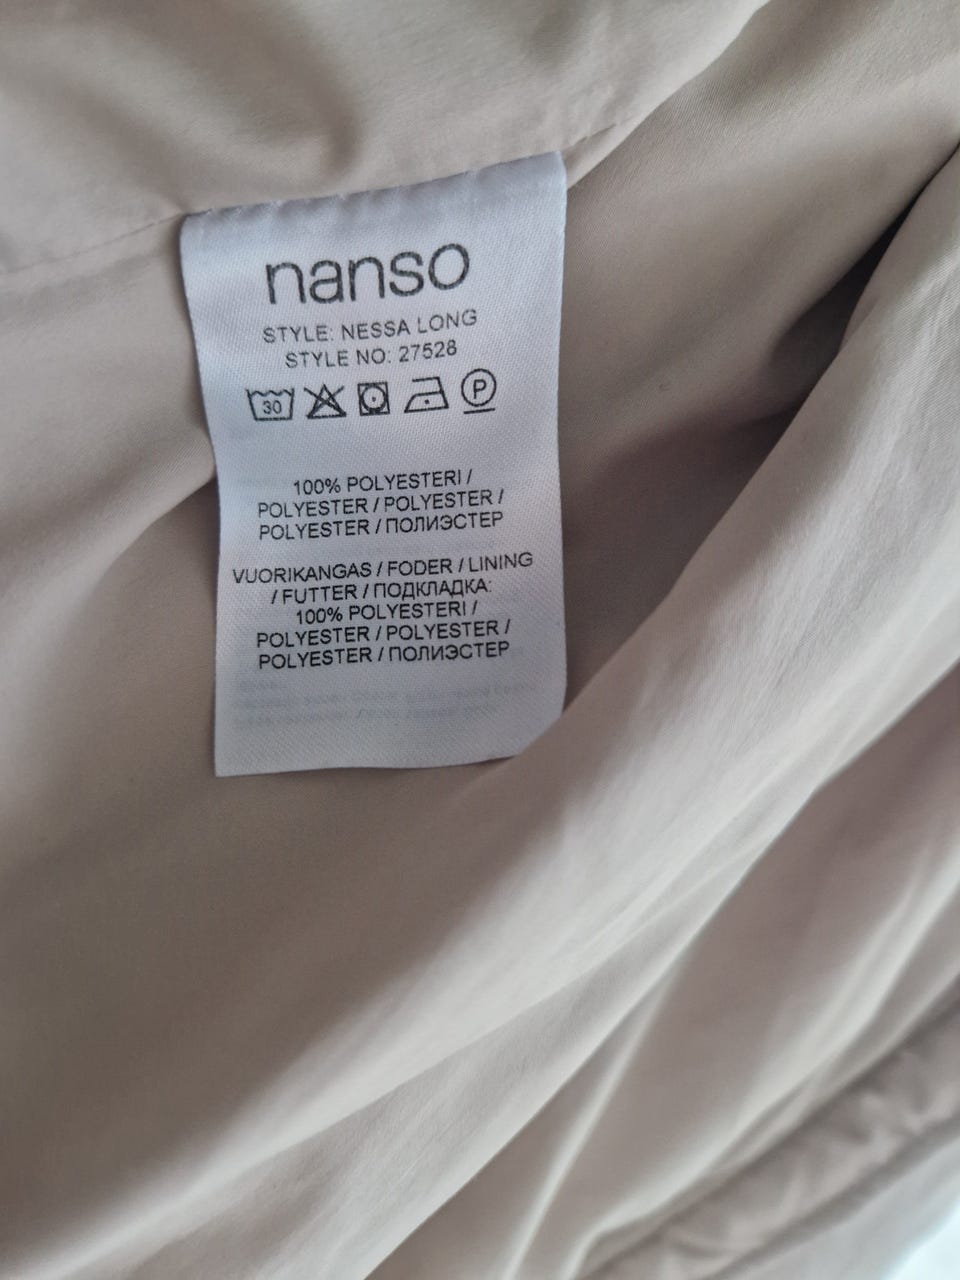 nanso
STYLE: NESSA LONG
STYLE NO: 27528
30 P
100% POLYESTERI /
POLYESTER / POLYESTER /
POLYESTER / ПОЛИЭСТЕР
VUORIKANGAS / FODER / LINING
/ FUTTER / ПОДКЛАДКА:
100% POLYESTERI /
POLYESTER / POLYESTER /
POLYESTER / ПОЛИЭСТЕР